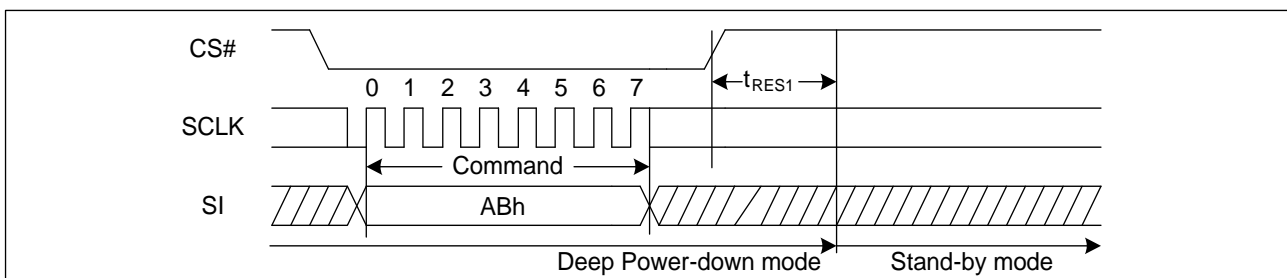 CS#
tRES1
0 1 2 3 4 5 6 7
SCLK
Command
SI
ABh
Deep Power-down mode Stand-by mode